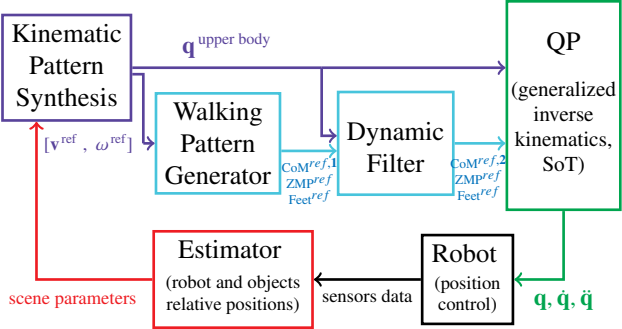 Kinematic
Pattern
Synthesis
q^upper body
QP
(generalized
inverse
kinematics,
SoT)
[v^ref , ω^ref]
Walking
Pattern
Generator
CoM^ref,1
ZMP^ref
Feet^ref
Dynamic
Filter
CoM^ref,2
ZMP^ref
Feet^ref
Estimator
(robot and objects
relative positions)
scene parameters
sensors data
Robot
(position
control)
q, q̇, q̈